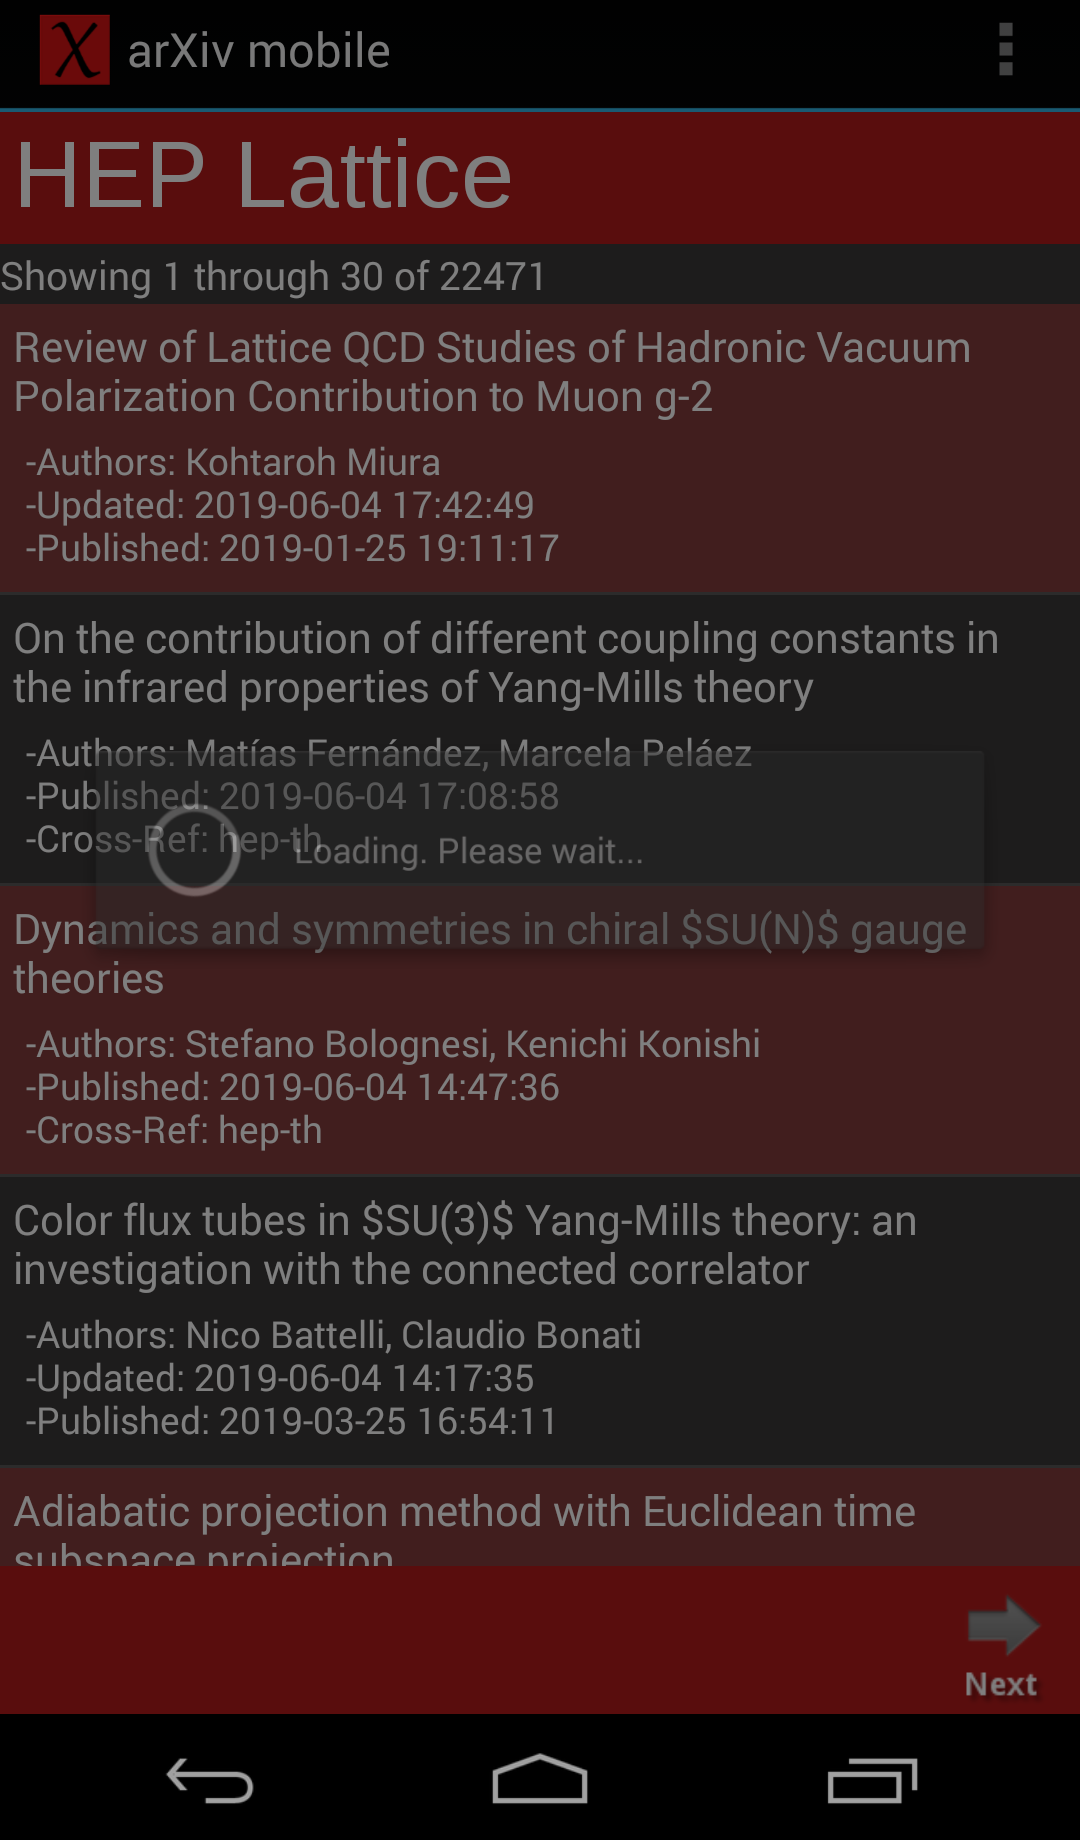 arXiv mobile
HEP Lattice
Showing 1 through 30 of 22471
Review of Lattice QCD Studies of Hadronic Vacuum
Polarization Contribution to Muon g-2
-Authors: Kohtaroh Miura
-Updated: 2019-06-04 17:42:49
-Published: 2019-01-25 19:11:17
On the contribution of different coupling constants in
the infrared properties of Yang-Mills theory
-Authors: Matías Fernández, Marcela Peláez
-Published: 2019-06-04 17:08:58
-Cross-Ref: hep-th
Loading. Please wait...
Dynamics and symmetries in chiral $SU(N)$ gauge
theories
-Authors: Stefano Bolognesi, Kenichi Konishi
-Published: 2019-06-04 14:47:36
-Cross-Ref: hep-th
Color flux tubes in $SU(3)$ Yang-Mills theory: an
investigation with the connected correlator
-Authors: Nico Battelli, Claudio Bonati
-Updated: 2019-06-04 14:17:35
-Published: 2019-03-25 16:54:11
Adiabatic projection method with Euclidean time
subspace projection
Next